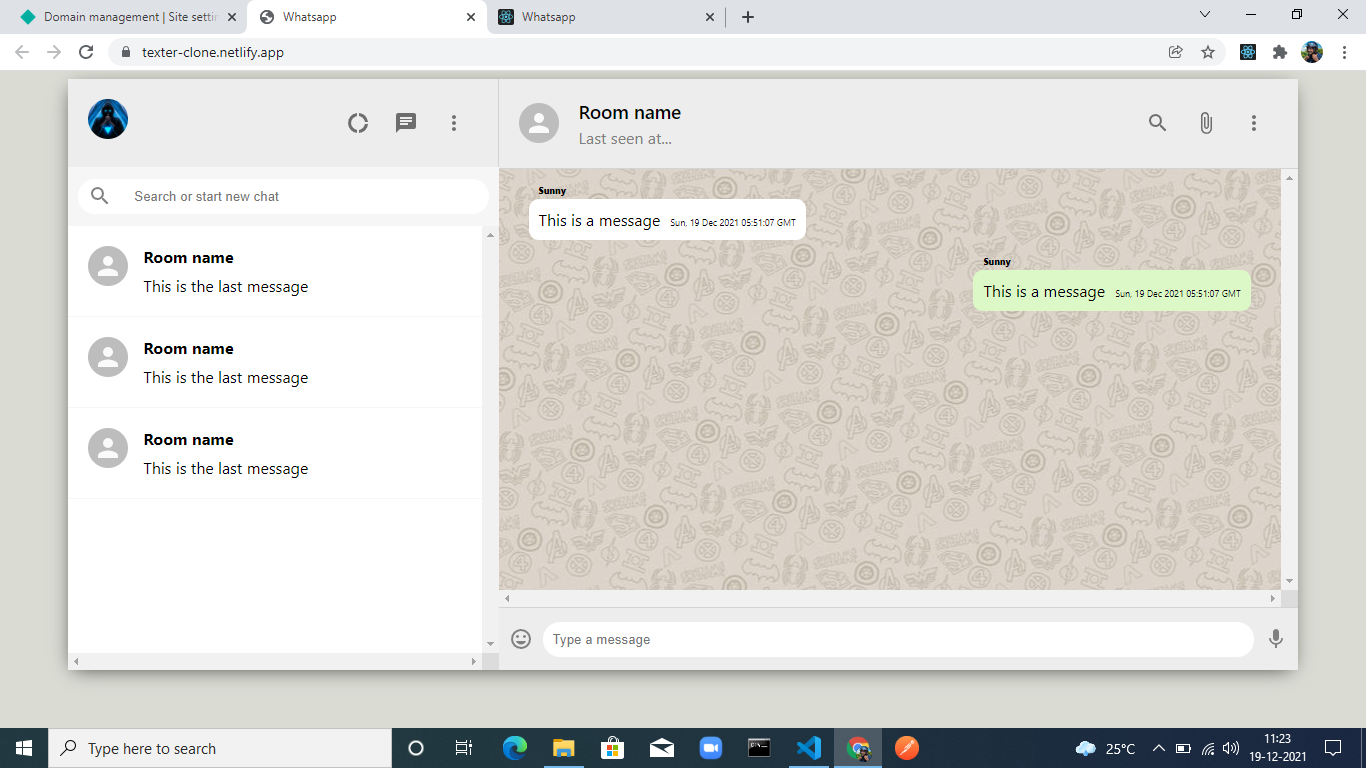 Domain management | Site settin
Whatsapp
Whatsapp
texter-clone.netlify.app
Room name
Last seen at...
Search or start new chat
Room name
This is the last message
Room name
This is the last message
Room name
This is the last message
Sunny
This is a message Sun, 19 Dec 2021 05:51:07 GMT
Sunny
This is a message Sun, 19 Dec 2021 05:51:07 GMT
Type a message
Type here to search
25°C
11:23
19-12-2021